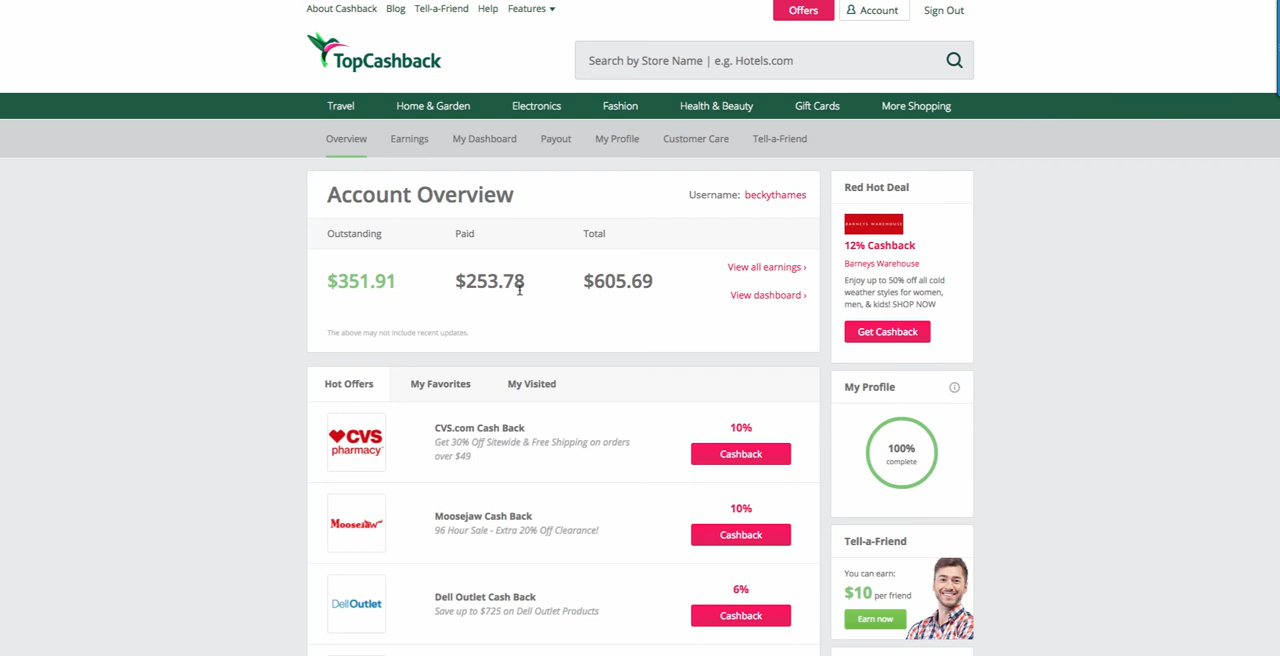 About Cashback Blog Tell-a-Friend Help Features Offers Account Sign Out
TopCashback
Search by Store Name | e.g. Hotels.com
Travel Home & Garden Electronics Fashion Health & Beauty Gift Cards More Shopping
Overview Earnings My Dashboard Payout My Profile Customer Care Tell-a-Friend
Account Overview
Username: beckythames
Outstanding Paid Total
$351.91 $253.78 $605.69
View all earnings ›
View dashboard ›
The above may not include recent updates.
Red Hot Deal
BARNEYS WAREHOUSE
12% Cashback
Barneys Warehouse
Enjoy up to 50% off all cold
weather styles for women,
men, & kids! SHOP NOW
Get Cashback
Hot Offers My Favorites My Visited
CVS
pharmacy
CVS.com Cash Back
Get 30% Off Sitewide & Free Shipping on orders
over $49
10%
Cashback
Moosejaw
Moosejaw Cash Back
96 Hour Sale - Extra 20% Off Clearance!
10%
Cashback
Dell Outlet
Dell Outlet Cash Back
Save up to $725 on Dell Outlet Products
6%
Cashback
My Profile
100%
complete
Tell-a-Friend
You can earn:
$10 per friend
Earn now